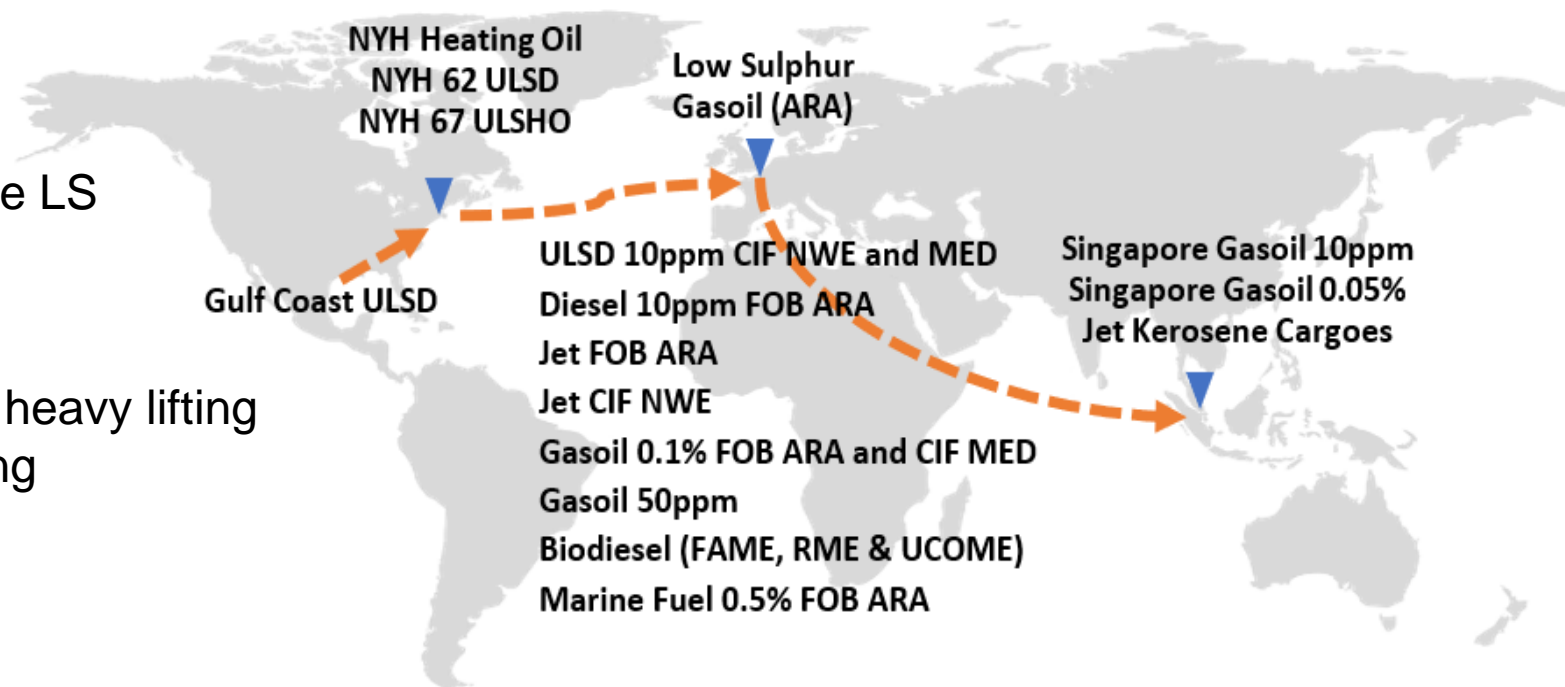 NYH Heating Oil
NYH 62 ULSD
NYH 67 ULSHO
Low Sulphur
Gasoil (ARA)
LS
Gulf Coast ULSD
heavy lifting
ULSD 10ppm CIF NWE and MED
Diesel 10ppm FOB ARA
Jet FOB ARA
Jet CIF NWE
Gasoil 0.1% FOB ARA and CIF MED
Gasoil 50ppm
Biodiesel (FAME, RME & UCOME)
Marine Fuel 0.5% FOB ARA
Singapore Gasoil 10ppm
Singapore Gasoil 0.05%
Jet Kerosene Cargoes